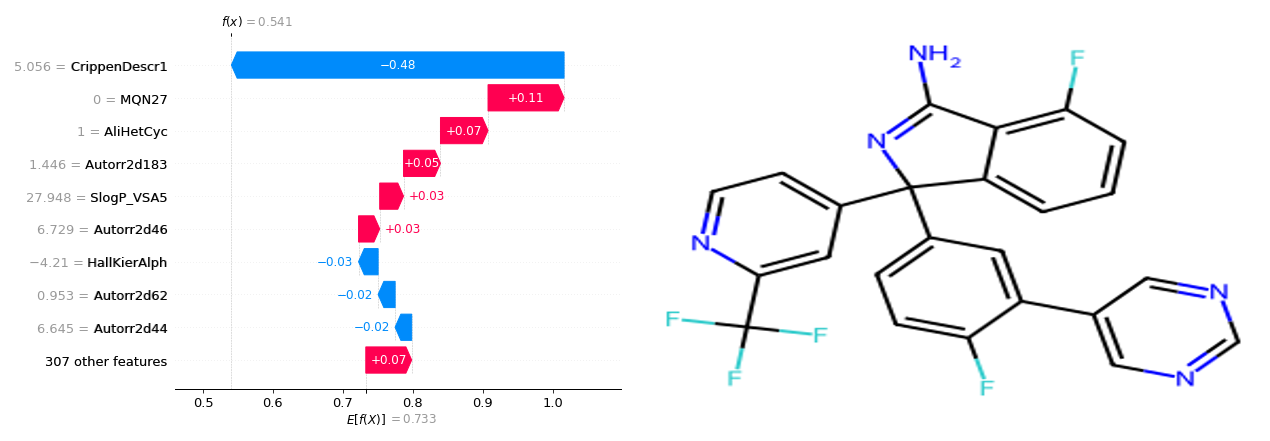 f(x) = 0.541
5.056 = CrippenDescr1
−0.48
0 = MQN27
+0.11
1 = AliHetCyc
+0.07
1.446 = Autorr2d183
+0.05
27.948 = SlogP_VSA5
+0.03
6.729 = Autorr2d46
+0.03
−4.21 = HallKierAlph
−0.03
0.953 = Autorr2d62
−0.02
6.645 = Autorr2d44
−0.02
307 other features
+0.07
0.5 0.6 0.7 0.8 0.9 1.0
E[f(X)] = 0.733
NH2
F
N
N
F
F
F
F
N
N